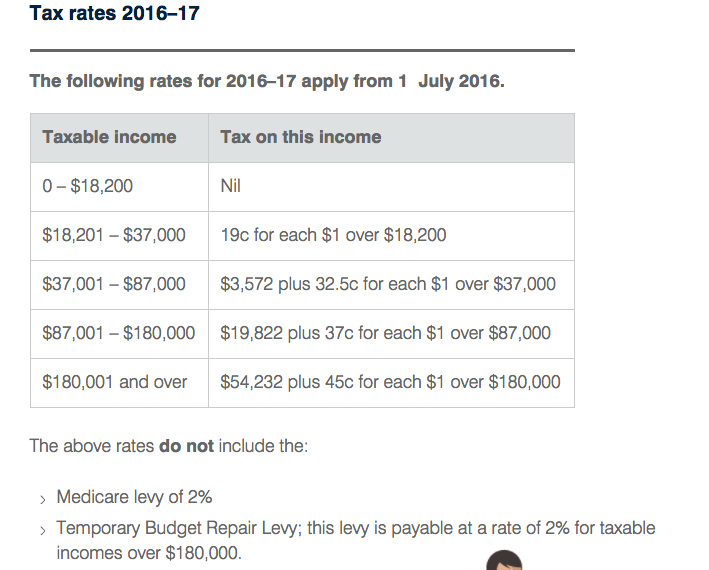 Tax rates 2016–17
The following rates for 2016–17 apply from 1 July 2016.
Taxable income Tax on this income
0 – $18,200 Nil
$18,201 – $37,000 19c for each $1 over $18,200
$37,001 – $87,000 $3,572 plus 32.5c for each $1 over $37,000
$87,001 – $180,000 $19,822 plus 37c for each $1 over $87,000
$180,001 and over $54,232 plus 45c for each $1 over $180,000
The above rates do not include the:
› Medicare levy of 2%
› Temporary Budget Repair Levy; this levy is payable at a rate of 2% for taxable
incomes over $180,000.